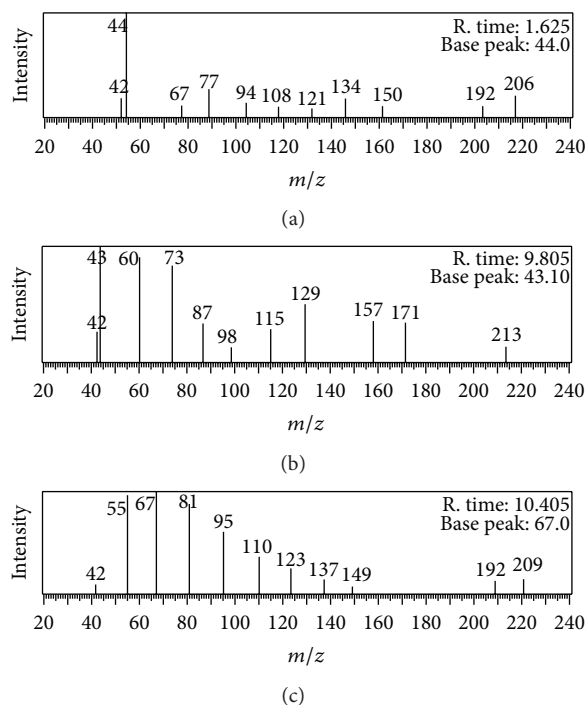 Intensity
44
42
67
77
94
108
121
134
150
192
206
R. time: 1.625
Base peak: 44.0
20 40 60 80 100 120 140 160 180 200 220 240
m/z
(a)
Intensity
43
42
60
73
87
98
115
129
157
171
213
R. time: 9.805
Base peak: 43.10
20 40 60 80 100 120 140 160 180 200 220 240
m/z
(b)
Intensity
42
55
67
81
95
110
123
137
149
192
209
R. time: 10.405
Base peak: 67.0
20 40 60 80 100 120 140 160 180 200 220 240
m/z
(c)